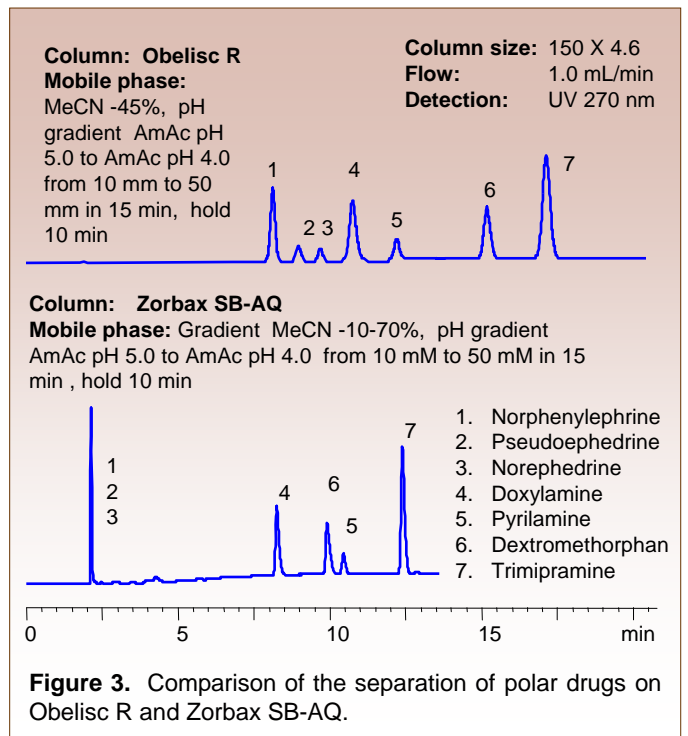 Column: Obelisc R
Mobile phase:
MeCN -45%, pH
gradient AmAc pH
5.0 to AmAc pH 4.0
from 10 mm to 50
mm in 15 min, hold
10 min
Column size: 150 X 4.6
Flow: 1.0 mL/min
Detection: UV 270 nm
1
2 3
4
5
6
7
Column: Zorbax SB-AQ
Mobile phase: Gradient MeCN -10-70%, pH gradient
AmAc pH 5.0 to AmAc pH 4.0 from 10 mM to 50 mM in 15
min , hold 10 min
1
2
3
4
6
5
7
1. Norphenylephrine
2. Pseudoephedrine
3. Norephedrine
4. Doxylamine
5. Pyrilamine
6. Dextromethorphan
7. Trimipramine
0 5 10 15 min
Figure 3. Comparison of the separation of polar drugs on
Obelisc R and Zorbax SB-AQ.